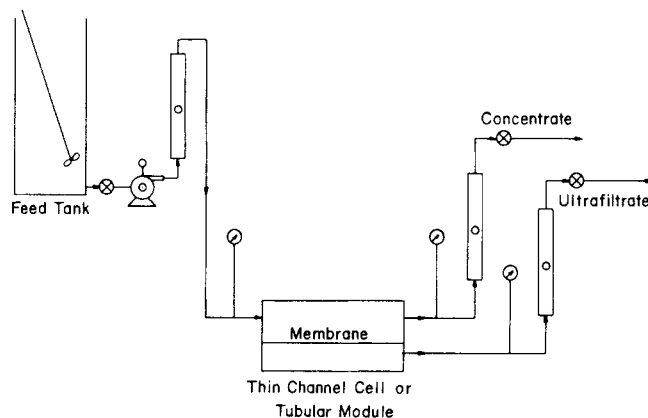 Feed Tank
Concentrate
Ultrafiltrate
Membrane
Thin Channel Cell or
Tubular Module